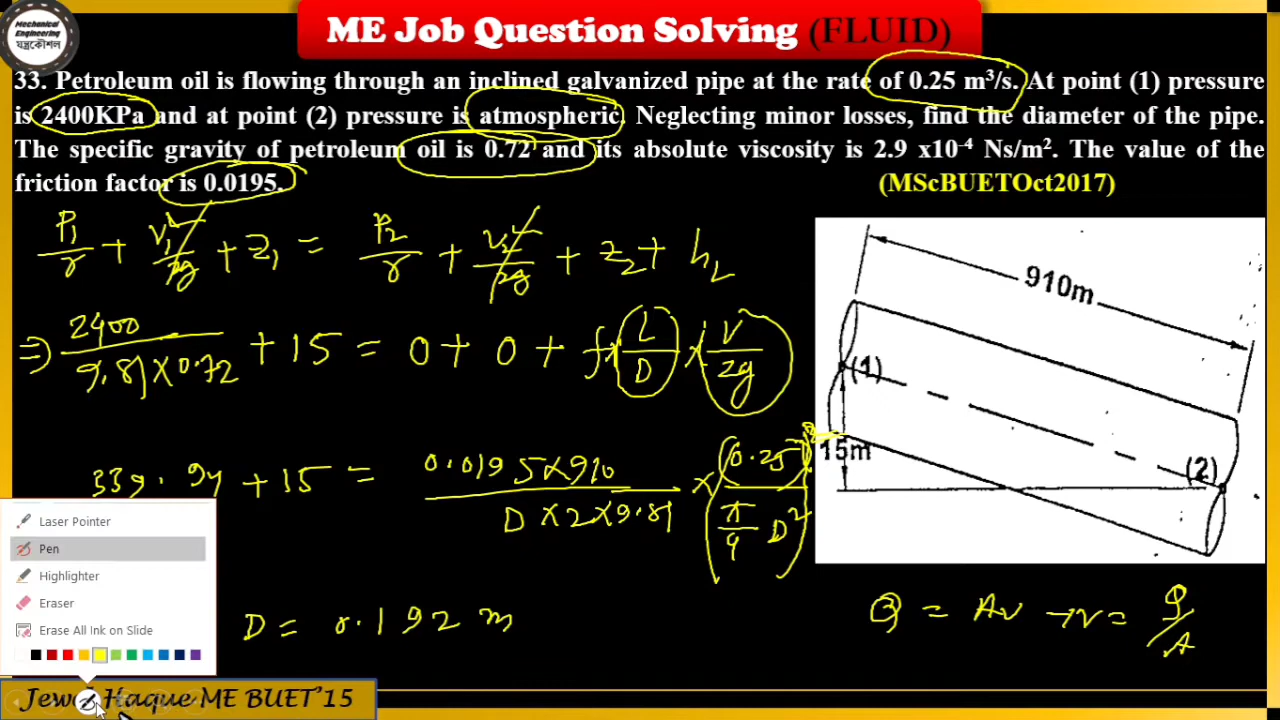 Mechanical
Engineering
যন্ত্রকৌশল
ME Job Question Solving (FLUID)
33. Petroleum oil is flowing through an inclined galvanized pipe at the rate of 0.25 m³/s. At point (1) pressure
is 2400KPa and at point (2) pressure is atmospheric. Neglecting minor losses, find the diameter of the pipe.
The specific gravity of petroleum oil is 0.72 and its absolute viscosity is 2.9 x10⁻⁴ Ns/m². The value of the
friction factor is 0.0195. (MScBUETOct2017)
P₁/γ + V₁²/2g + Z₁ = P₂/γ + V₂²/2g + Z₂ + h_L
⇒ 2400/(9.81×0.72) + 15 = 0 + 0 + f×(L/D)×(V/2g)
339.94 + 15 = (0.0195×910)/(D×2×9.81) × (0.25/(π/4 D²))²
D = 0.192 m
Q = AV → V = Q/A
910m
(1)
15m
(2)
Laser Pointer
Pen
Highlighter
Eraser
Erase All Ink on Slide
Jewel Haque ME BUET'15